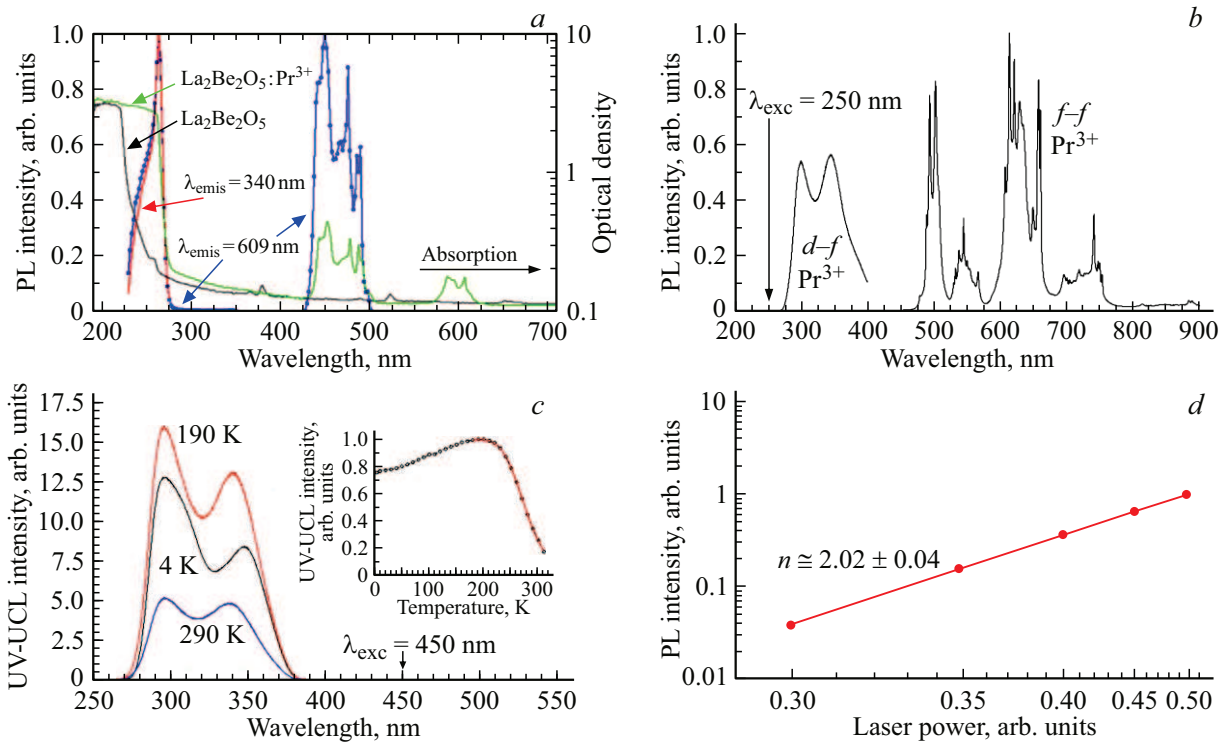 a
PL intensity, arb. units
1.0
0.8
0.6
0.4
0.2
0
La2Be2O5:Pr3+
La2Be2O5
λemis = 340 nm
λemis = 609 nm
Absorption
10
1
0.1
Optical density
200 300 400 500 600 700
Wavelength, nm
b
PL intensity, arb. units
1.0
0.8
0.6
0.4
0.2
0
λexc = 250 nm
d–f
Pr3+
f–f
Pr3+
200 300 400 500 600 700 800 900
Wavelength, nm
c
UV-UCL intensity, arb. units
17.5
15.0
12.5
10.0
7.5
5.0
2.5
0
190 K
4 K
290 K
UV-UCL intensity,
arb. units
1.0
0.8
0.6
0.4
0.2
0
0 100 200 300
Temperature, K
λexc = 450 nm
250 300 350 400 450 500 550
Wavelength, nm
d
PL intensity, arb. units
10
1
0.1
0.01
n ≅ 2.02 ± 0.04
0.30 0.35 0.40 0.45 0.50
Laser power, arb. units